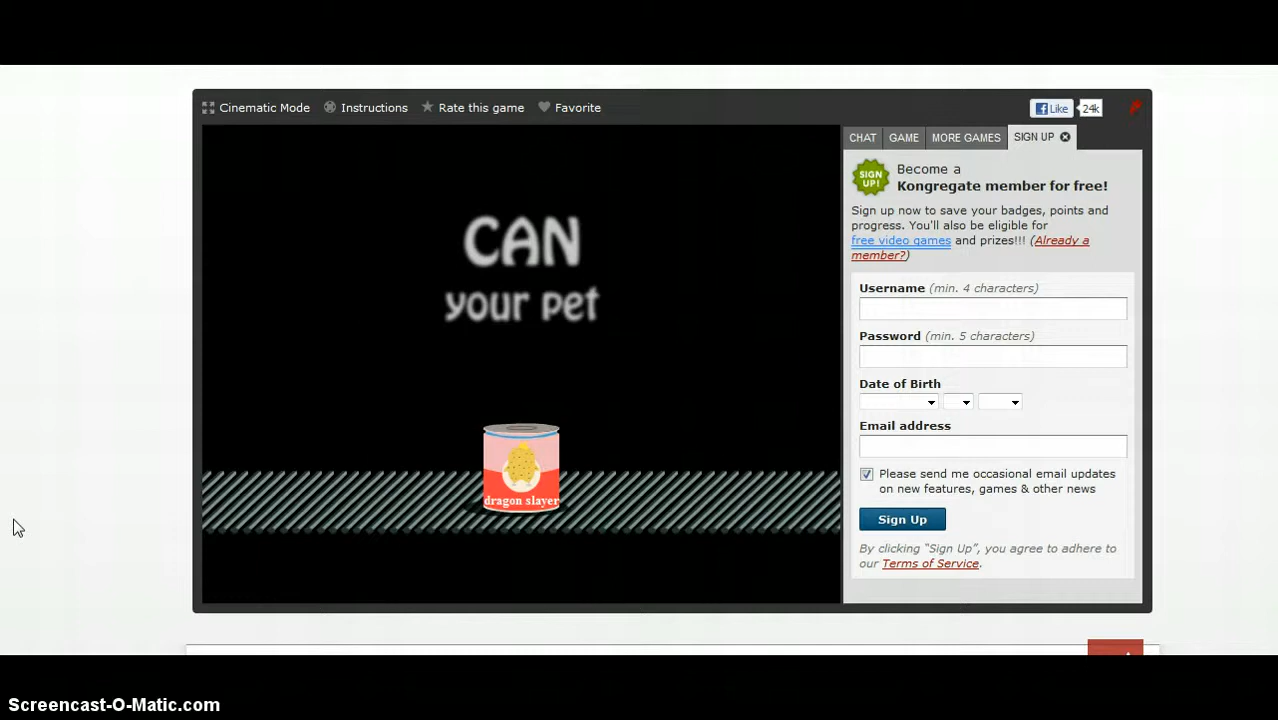 Cinematic Mode Instructions Rate this game Favorite
Like 24k
CHAT GAME MORE GAMES SIGN UP
CAN
your pet
dragon slayer
SIGN UP!
Become a
Kongregate member for free!
Sign up now to save your badges, points and
progress. You'll also be eligible for
free video games and prizes!!! (Already a
member?)
Username (min. 4 characters)
Password (min. 5 characters)
Date of Birth
Email address
Please send me occasional email updates
on new features, games & other news
Sign Up
By clicking "Sign Up", you agree to adhere to
our Terms of Service.
Screencast-O-Matic.com